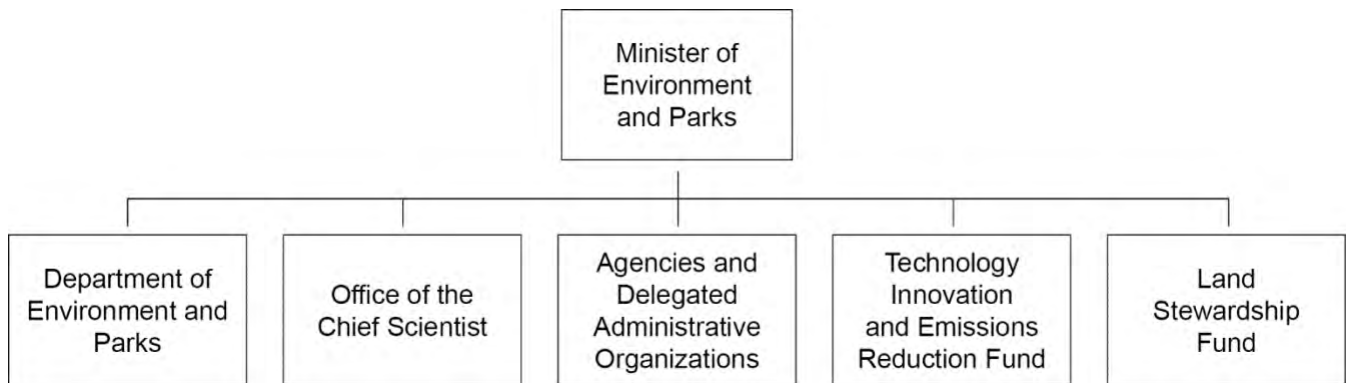 Minister of
Environment
and Parks
Department of
Environment and
Parks
Office of the
Chief Scientist
Agencies and
Delegated
Administrative
Organizations
Technology
Innovation
and Emissions
Reduction Fund
Land
Stewardship
Fund